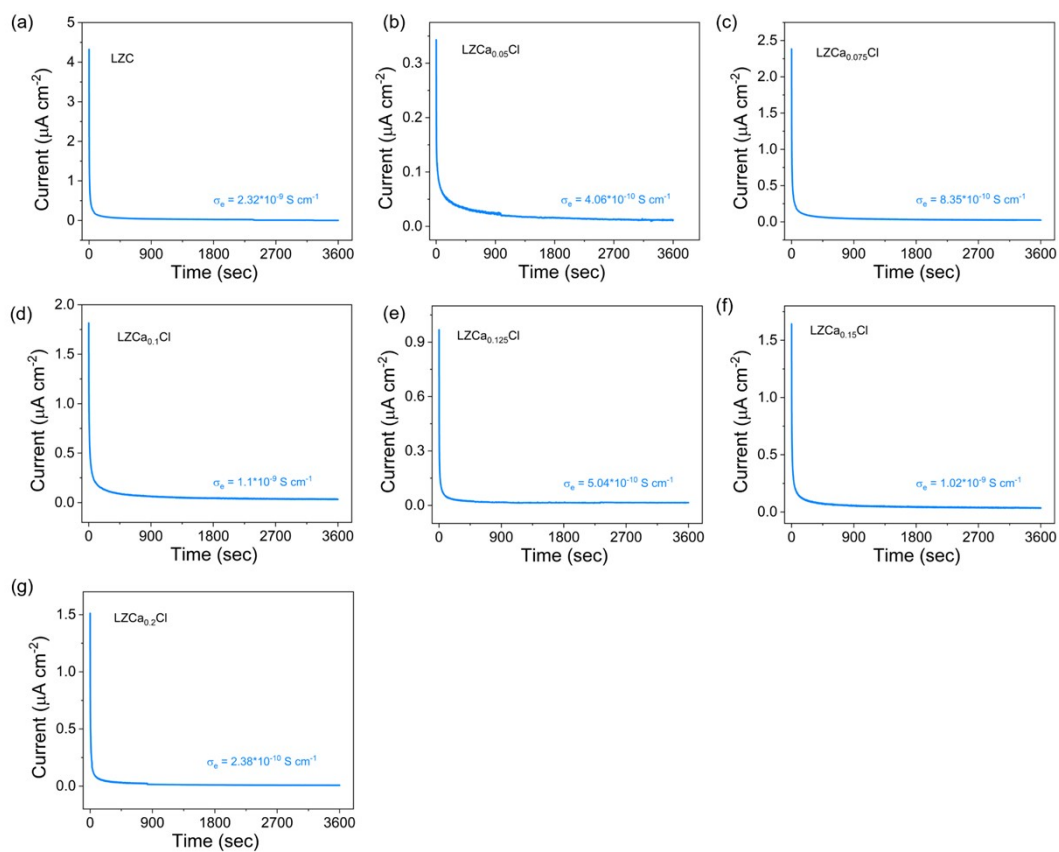 (a)
5
4
3
2
1
0
Current (μA cm⁻²)
LZC
σₑ = 2.32*10⁻⁹ S cm⁻¹
0 900 1800 2700 3600
Time (sec)
(b)
0.4
0.3
0.2
0.1
0.0
Current (μA cm⁻²)
LZCa₀.₀₅Cl
σₑ = 4.06*10⁻¹⁰ S cm⁻¹
0 900 1800 2700 3600
Time (sec)
(c)
2.5
2.0
1.5
1.0
0.5
0.0
Current (μA cm⁻²)
LZCa₀.₀₇₅Cl
σₑ = 8.35*10⁻¹⁰ S cm⁻¹
0 900 1800 2700 3600
Time (sec)
(d)
2.0
1.5
1.0
0.5
0.0
Current (μA cm⁻²)
LZCa₀.₁Cl
σₑ = 1.1*10⁻⁹ S cm⁻¹
0 900 1800 2700 3600
Time (sec)
(e)
0.9
0.6
0.3
0.0
Current (μA cm⁻²)
LZCa₀.₁₂₅Cl
σₑ = 5.04*10⁻¹⁰ S cm⁻¹
0 900 1800 2700 3600
Time (sec)
(f)
1.5
1.0
0.5
0.0
Current (μA cm⁻²)
LZCa₀.₁₅Cl
σₑ = 1.02*10⁻⁹ S cm⁻¹
0 900 1800 2700 3600
Time (sec)
(g)
1.5
1.0
0.5
0.0
Current (μA cm⁻²)
LZCa₀.₂Cl
σₑ = 2.38*10⁻¹⁰ S cm⁻¹
0 900 1800 2700 3600
Time (sec)